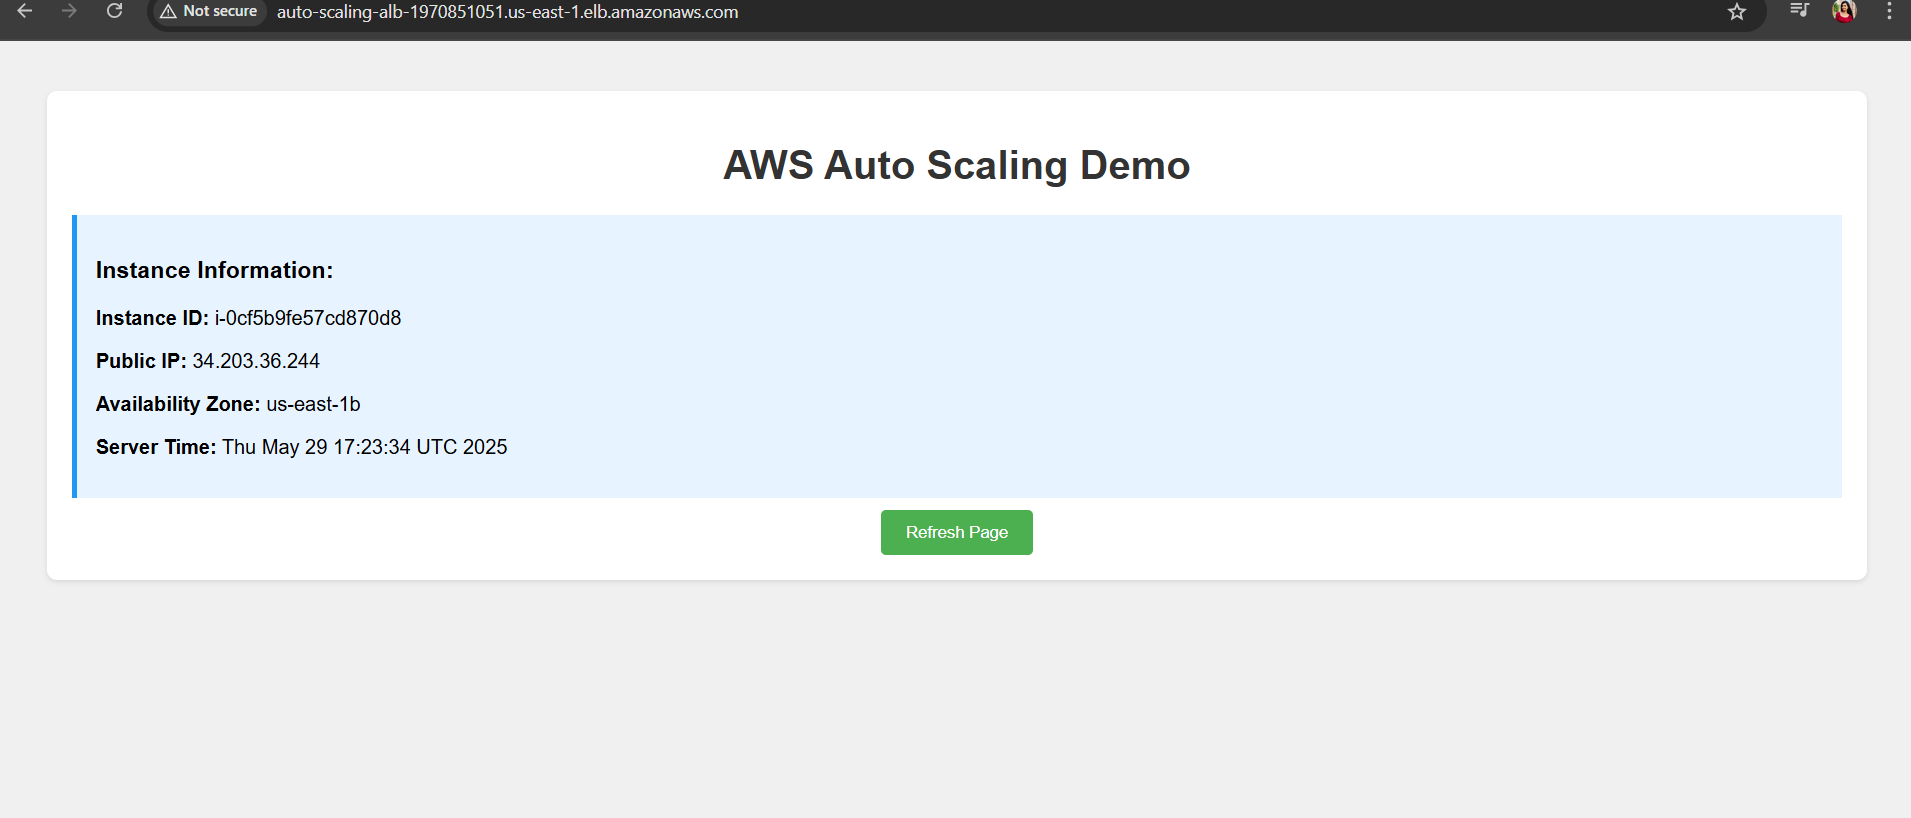 Not secure auto-scaling-alb-1970851051.us-east-1.elb.amazonaws.com
AWS Auto Scaling Demo
Instance Information:
Instance ID: i-0cf5b9fe57cd870d8
Public IP: 34.203.36.244
Availability Zone: us-east-1b
Server Time: Thu May 29 17:23:34 UTC 2025
Refresh Page